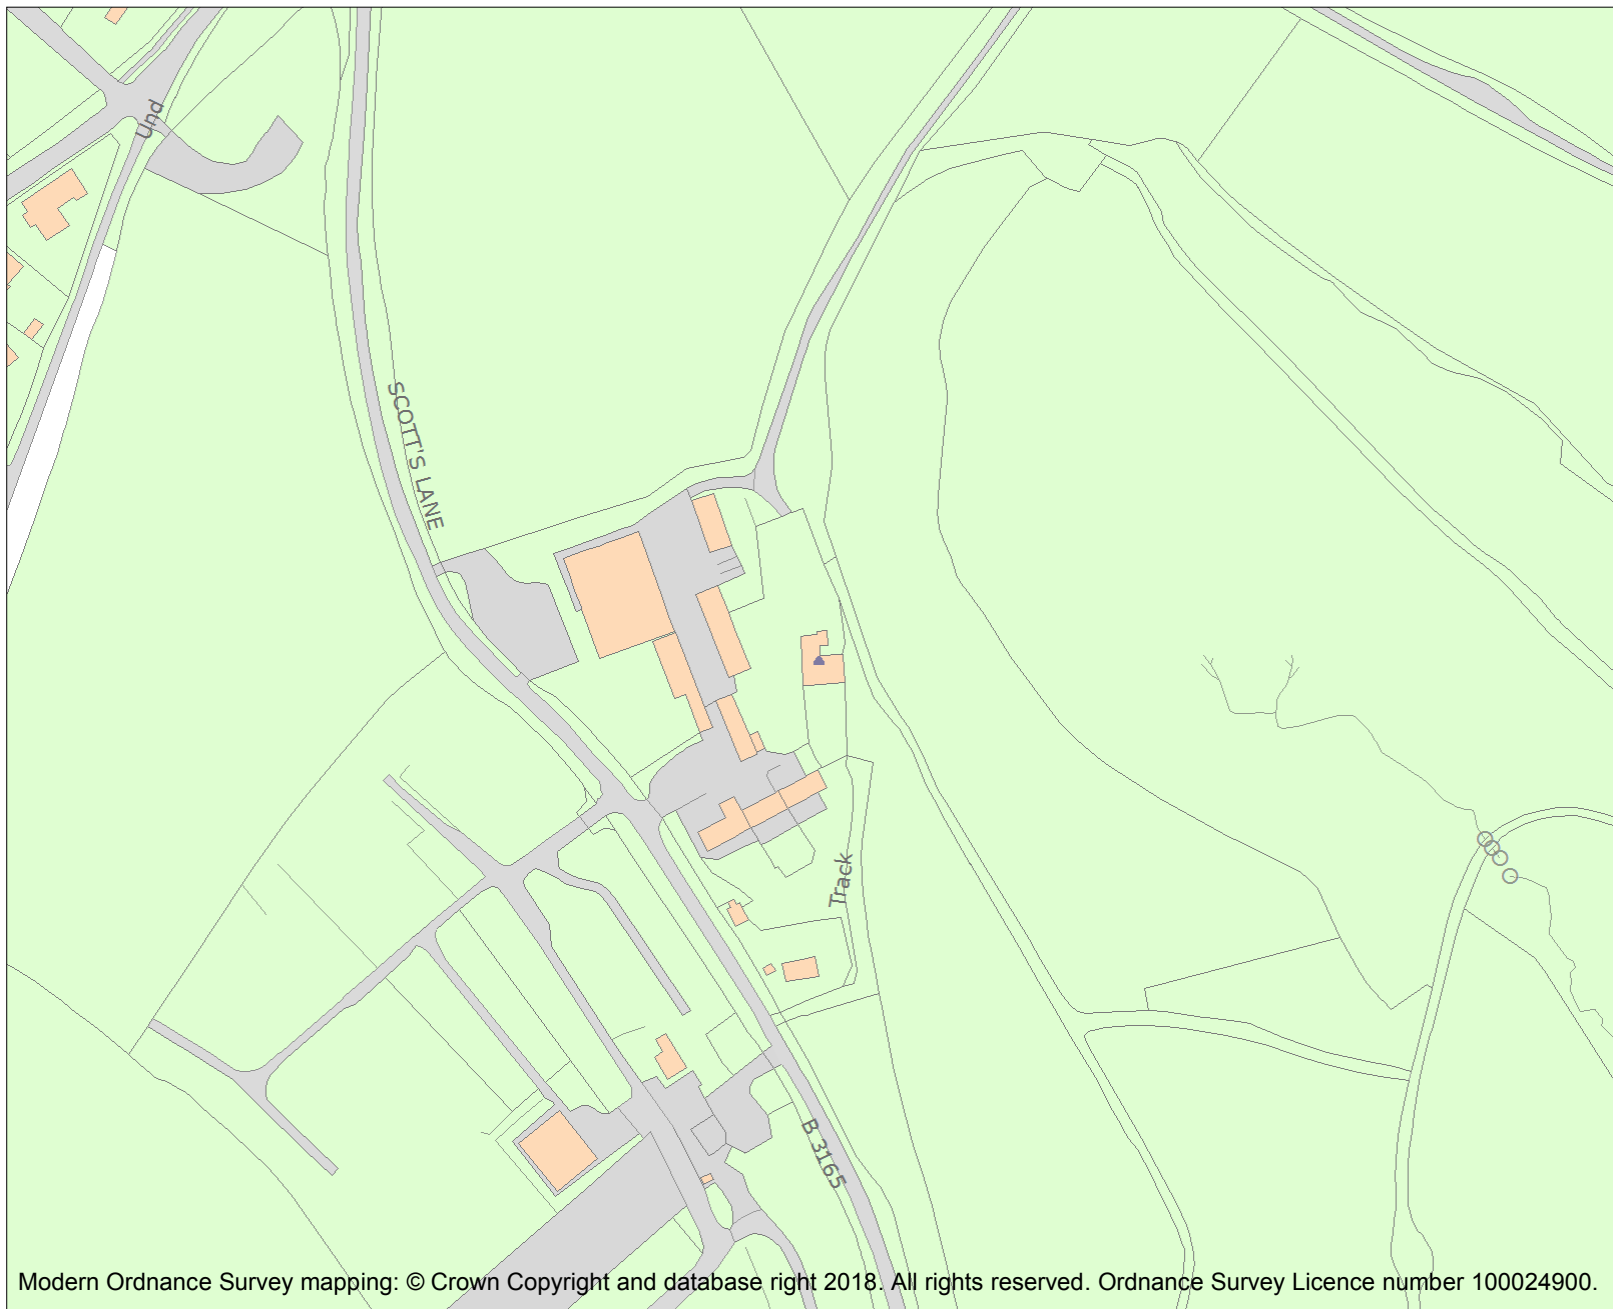 Und
SCOTT'S LANE
Track
B 3165
Modern Ordnance Survey mapping: © Crown Copyright and database right 2018. All rights reserved. Ordnance Survey Licence number 100024900.